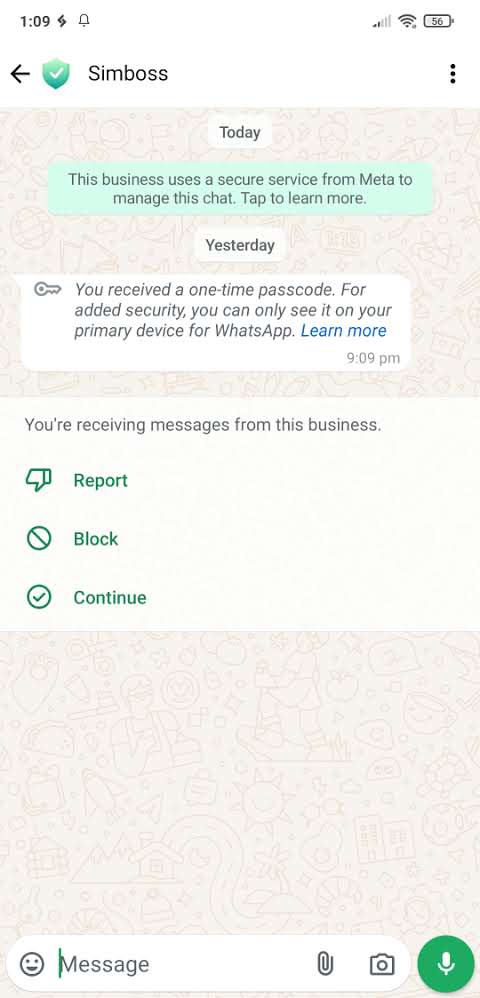 1:09
56
Simboss
Today
This business uses a secure service from Meta to
manage this chat. Tap to learn more.
Yesterday
You received a one-time passcode. For
added security, you can only see it on your
primary device for WhatsApp. Learn more
9:09 pm
You're receiving messages from this business.
Report
Block
Continue
Message